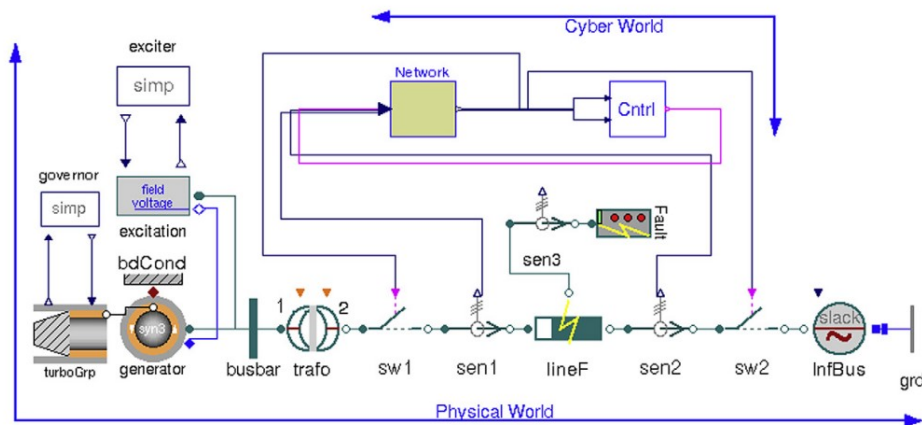 Cyber World
exciter
simp
Network
Cntrl
governor
simp
field
voltage
excitation
Fault
sen3
bdCond
1
2
syn3
slack
turboGrp
generator
busbar
trafo
sw1
sen1
lineF
sen2
sw2
InfBus
grd
Physical World